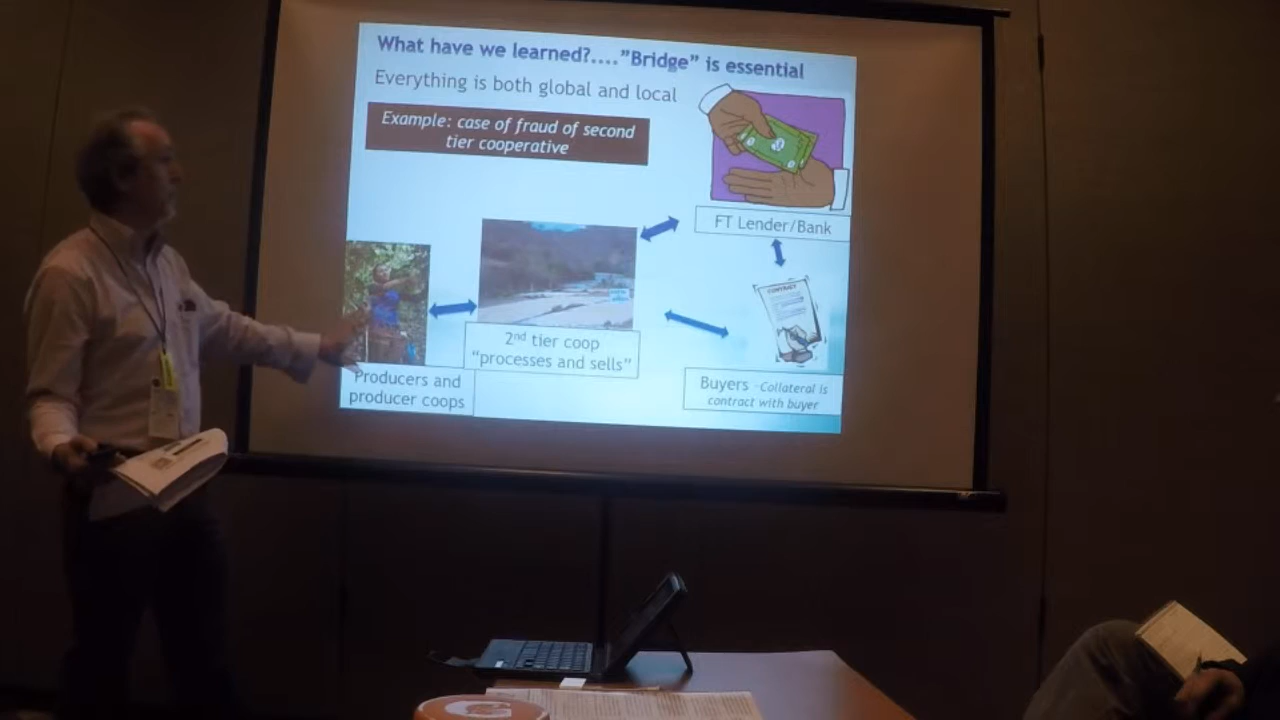 What have we learned?....”Bridge” is essential
Everything is both global and local
Example: case of fraud of second
tier cooperative
FT Lender/Bank
CONTRACT
2nd tier coop
“processes and sells”
Producers and
producer coops
Buyers -Collateral is
contract with buyer